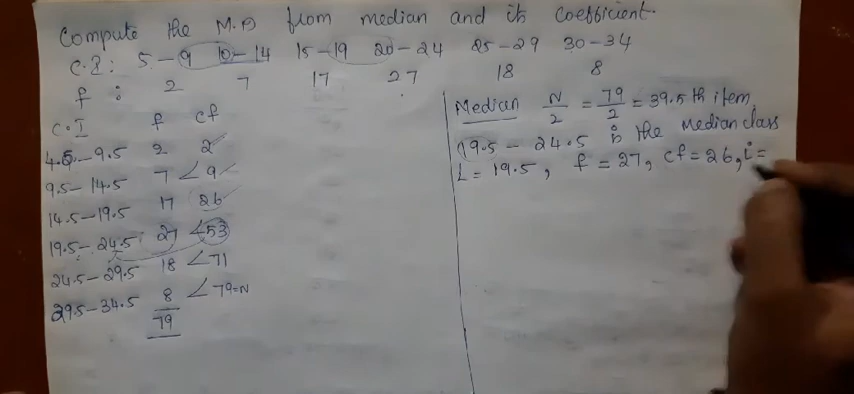 Compute the M.D from median and its coefficient.
C.I : 5 - 9 10 - 14 15 - 19 20 - 24 25 - 29 30 - 34
f : 2 7 17 27 18 8
C.I f cf
4.5 - 9.5 2 2
9.5 - 14.5 7 < 9
14.5 - 19.5 17 26
19.5 - 24.5 27 < 53
24.5 - 29.5 18 < 71
29.5 - 34.5 8 < 79 = N
79
Median N/2 = 79/2 = 39.5 th item
19.5 - 24.5 is the median class
L = 19.5, f = 27, cf = 26, i =